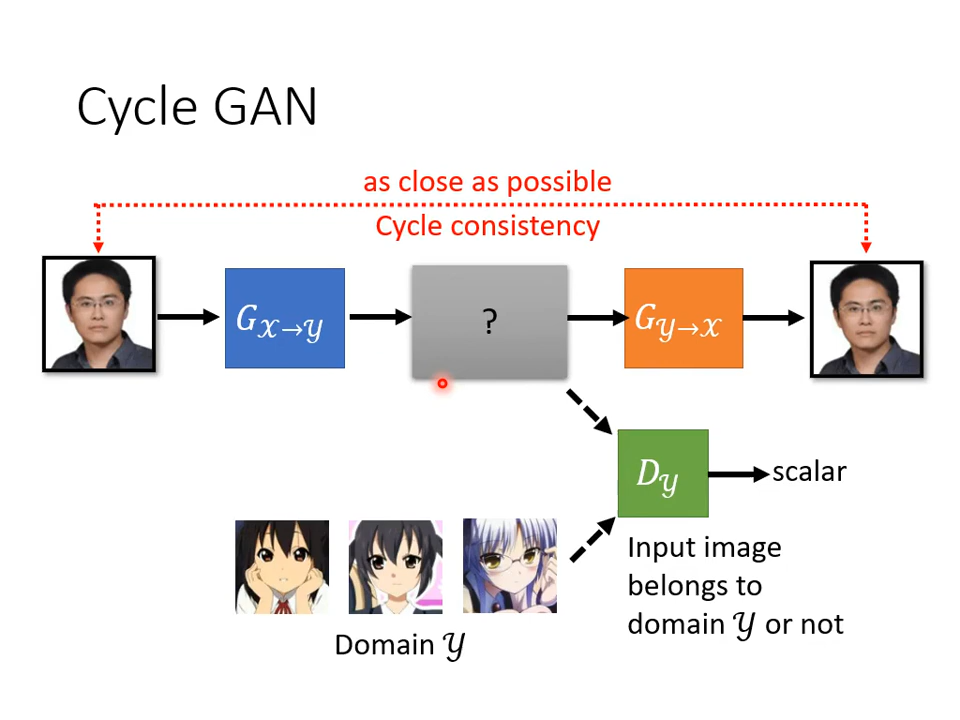 Cycle GAN
as close as possible
Cycle consistency
G𝒳→𝒴
?
G𝒴→𝒳
D𝒴
scalar
Input image
belongs to
domain 𝒴 or not
Domain 𝒴